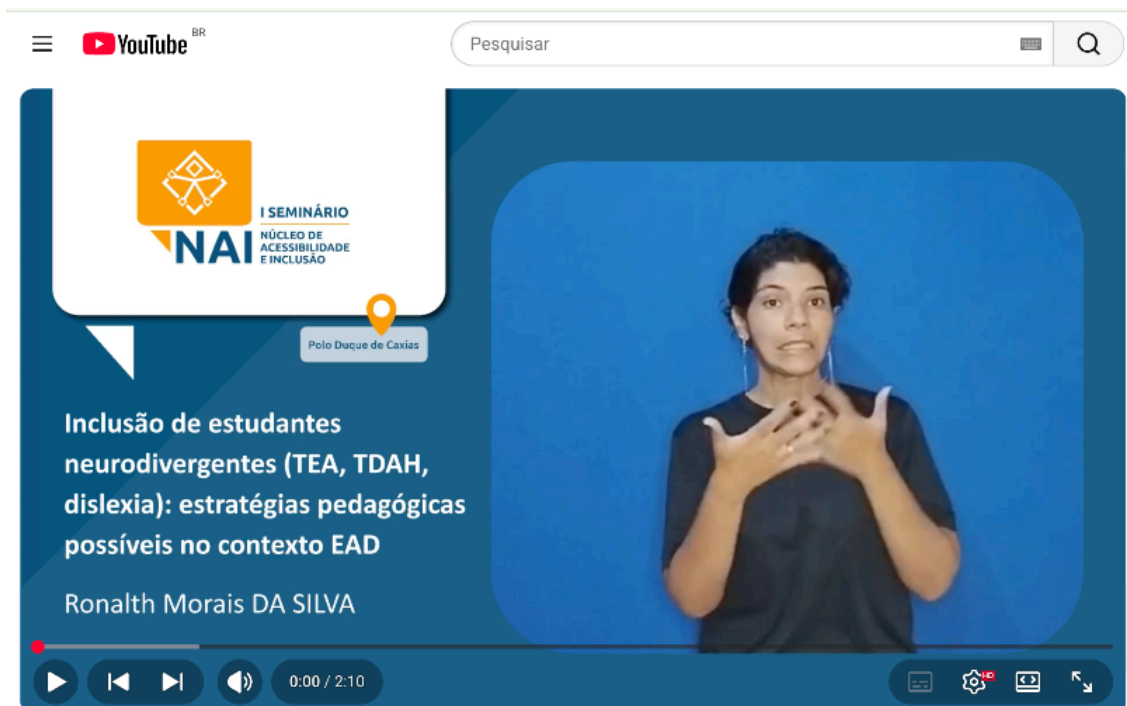 YouTube BR
Pesquisar
I SEMINÁRIO
NAI
NÚCLEO DE
ACESSIBILIDADE
E INCLUSÃO
Polo Duque de Caxias
Inclusão de estudantes
neurodivergentes (TEA, TDAH,
dislexia): estratégias pedagógicas
possíveis no contexto EAD
Ronalth Morais DA SILVA
0:00 / 2:10
HD